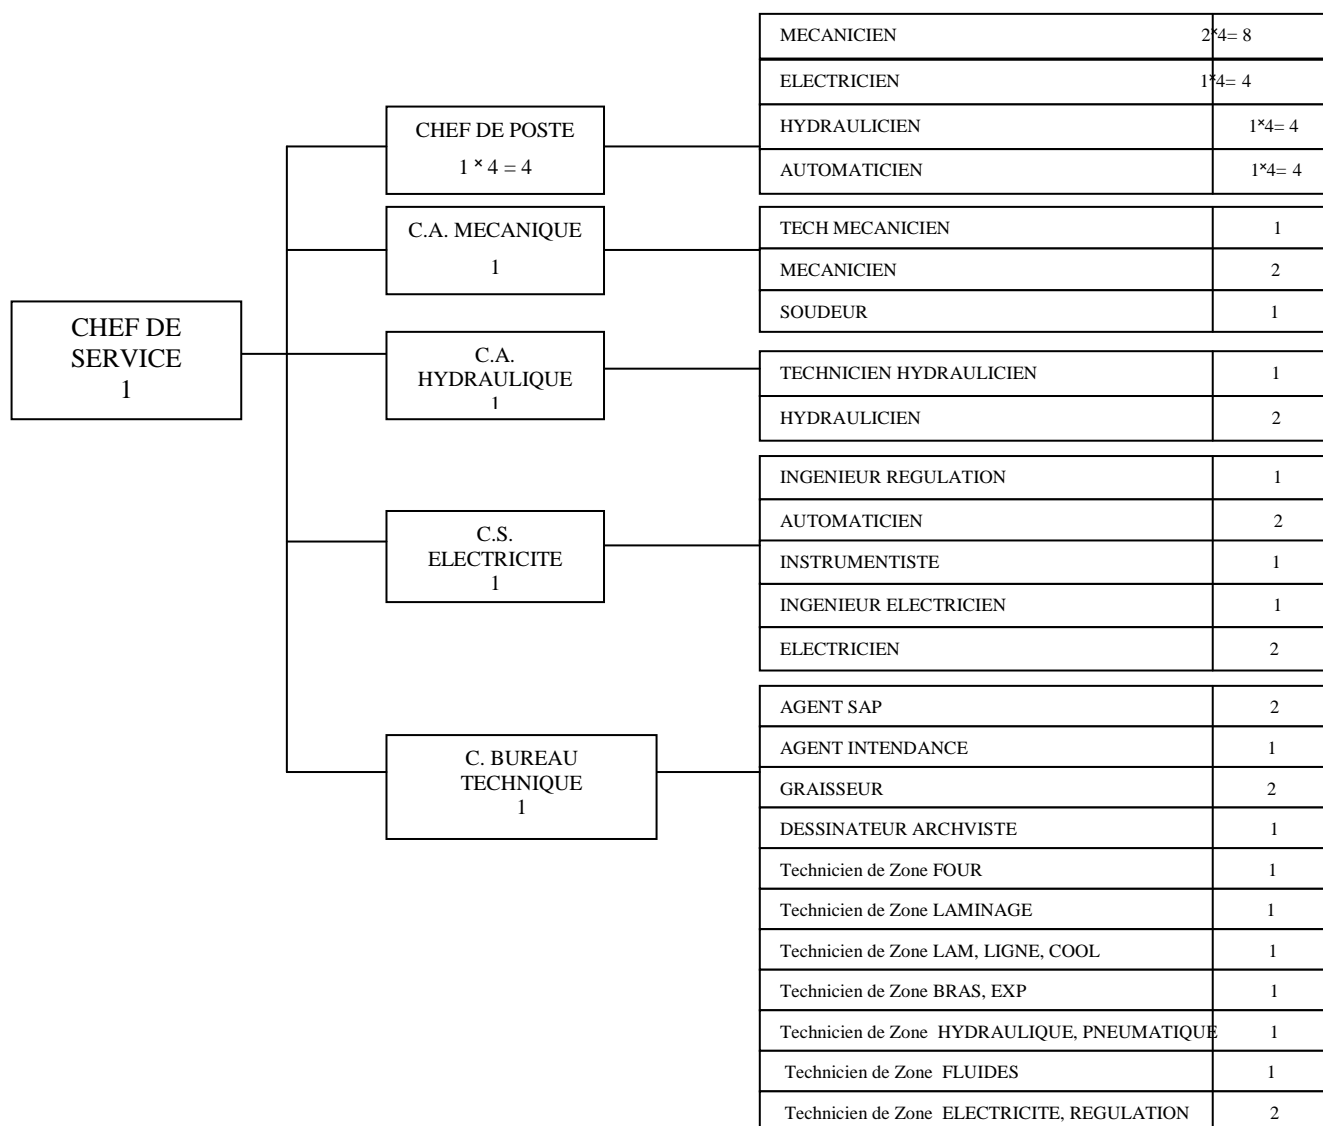 CHEF DE
SERVICE
1
CHEF DE POSTE
1 × 4 = 4
MECANICIEN 2×4= 8
ELECTRICIEN 1×4= 4
HYDRAULICIEN 1×4= 4
AUTOMATICIEN 1×4= 4
C.A. MECANIQUE
1
TECH MECANICIEN 1
MECANICIEN 2
SOUDEUR 1
C.A.
HYDRAULIQUE
1
TECHNICIEN HYDRAULICIEN 1
HYDRAULICIEN 2
C.S.
ELECTRICITE
1
INGENIEUR REGULATION 1
AUTOMATICIEN 2
INSTRUMENTISTE 1
INGENIEUR ELECTRICIEN 1
ELECTRICIEN 2
C. BUREAU
TECHNIQUE
1
AGENT SAP 2
AGENT INTENDANCE 1
GRAISSEUR 2
DESSINATEUR ARCHVISTE 1
Technicien de Zone FOUR 1
Technicien de Zone LAMINAGE 1
Technicien de Zone LAM, LIGNE, COOL 1
Technicien de Zone BRAS, EXP 1
Technicien de Zone HYDRAULIQUE, PNEUMATIQUE 1
Technicien de Zone FLUIDES 1
Technicien de Zone ELECTRICITE, REGULATION 2